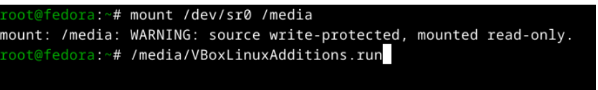 root@fedora:~# mount /dev/sr0 /media
mount: /media: WARNING: source write-protected, mounted read-only.
root@fedora:~# /media/VBoxLinuxAdditions.run